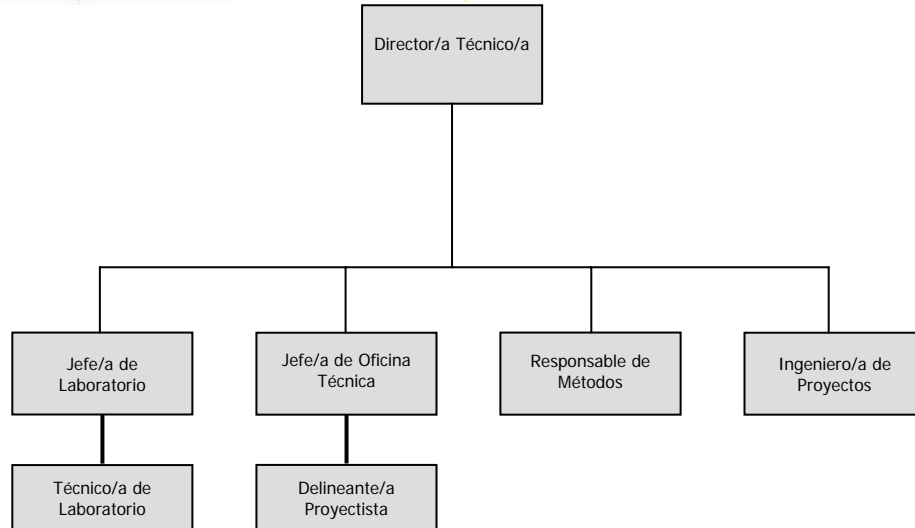 Director/a Técnico/a
Jefe/a de
Laboratorio
Jefe/a de Oficina
Técnica
Responsable de
Métodos
Ingeniero/a de
Proyectos
Técnico/a de
Laboratorio
Delineante/a
Proyectista